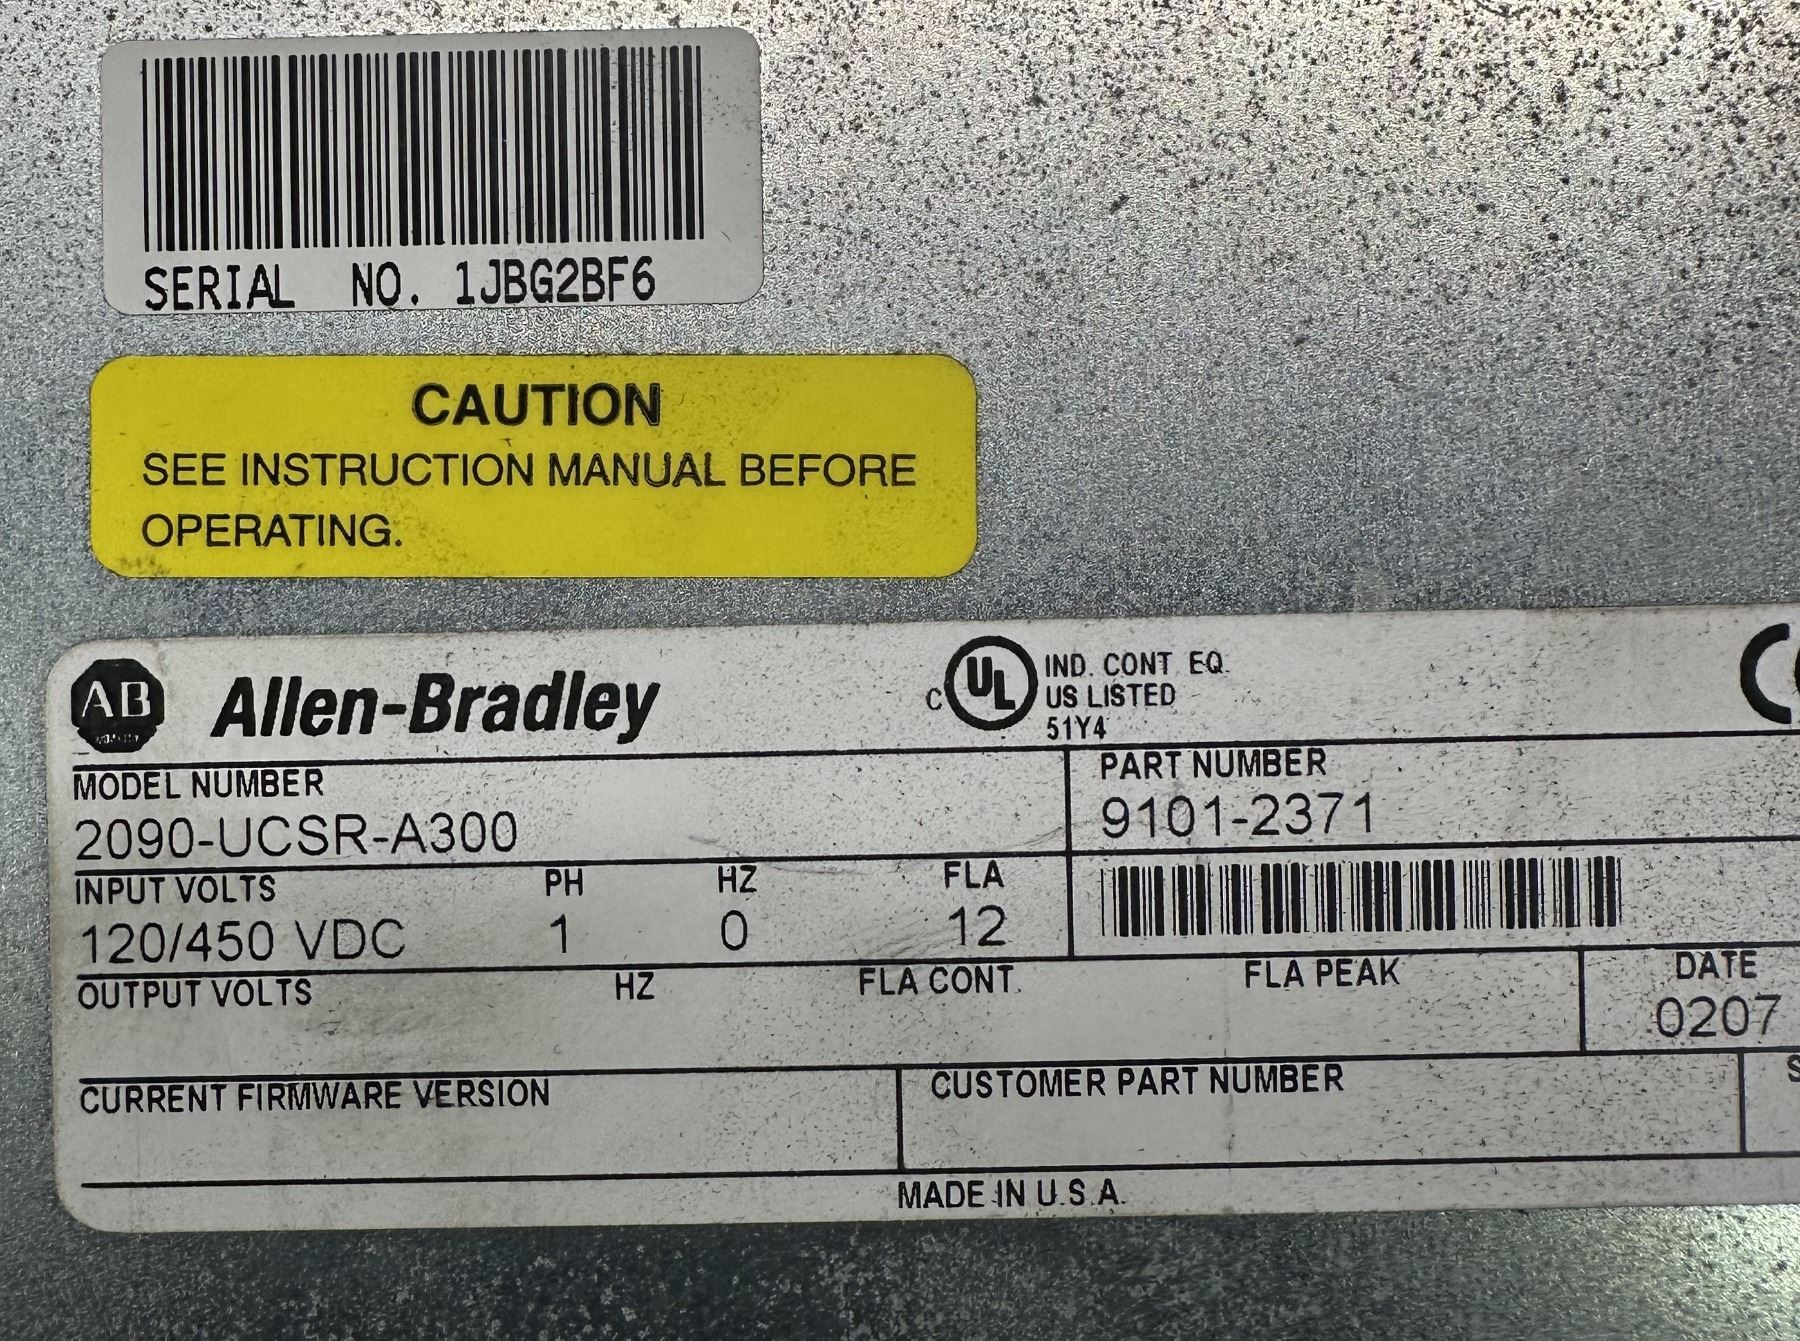 SERIAL NO. 1JBG2BF6
CAUTION
SEE INSTRUCTION MANUAL BEFORE
OPERATING.
AB Allen-Bradley
C UL IND. CONT. EQ.
US LISTED
51Y4
CE
MODEL NUMBER
2090-UCSR-A300
PART NUMBER
9101-2371
INPUT VOLTS PH HZ FLA
120/450 VDC 1 0 12
OUTPUT VOLTS HZ FLA CONT. FLA PEAK
DATE
0207
CURRENT FIRMWARE VERSION
CUSTOMER PART NUMBER
S
MADE IN U.S.A.